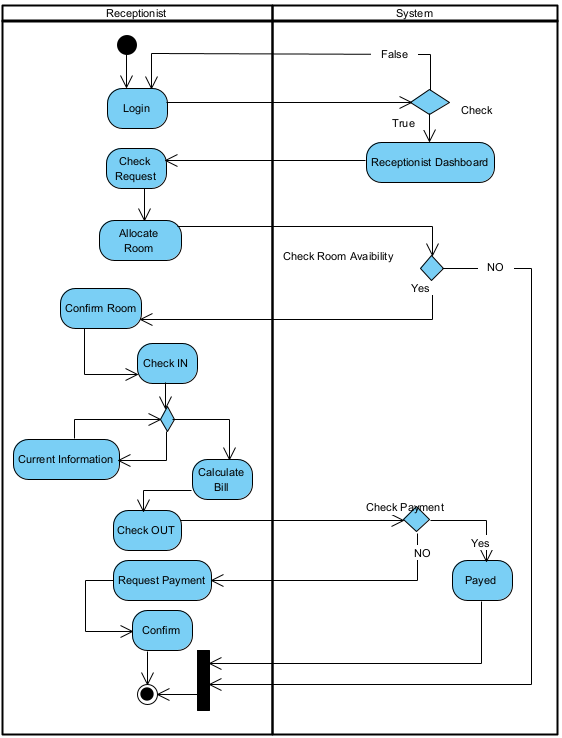 Receptionist
System
False
Login
Check
True
Check
Request
Receptionist Dashboard
Allocate
Room
Check Room Avaibility
NO
Yes
Confirm Room
Check IN
Current Information
Calculate
Bill
Check Payment
Check OUT
Yes
NO
Request Payment
Payed
Confirm